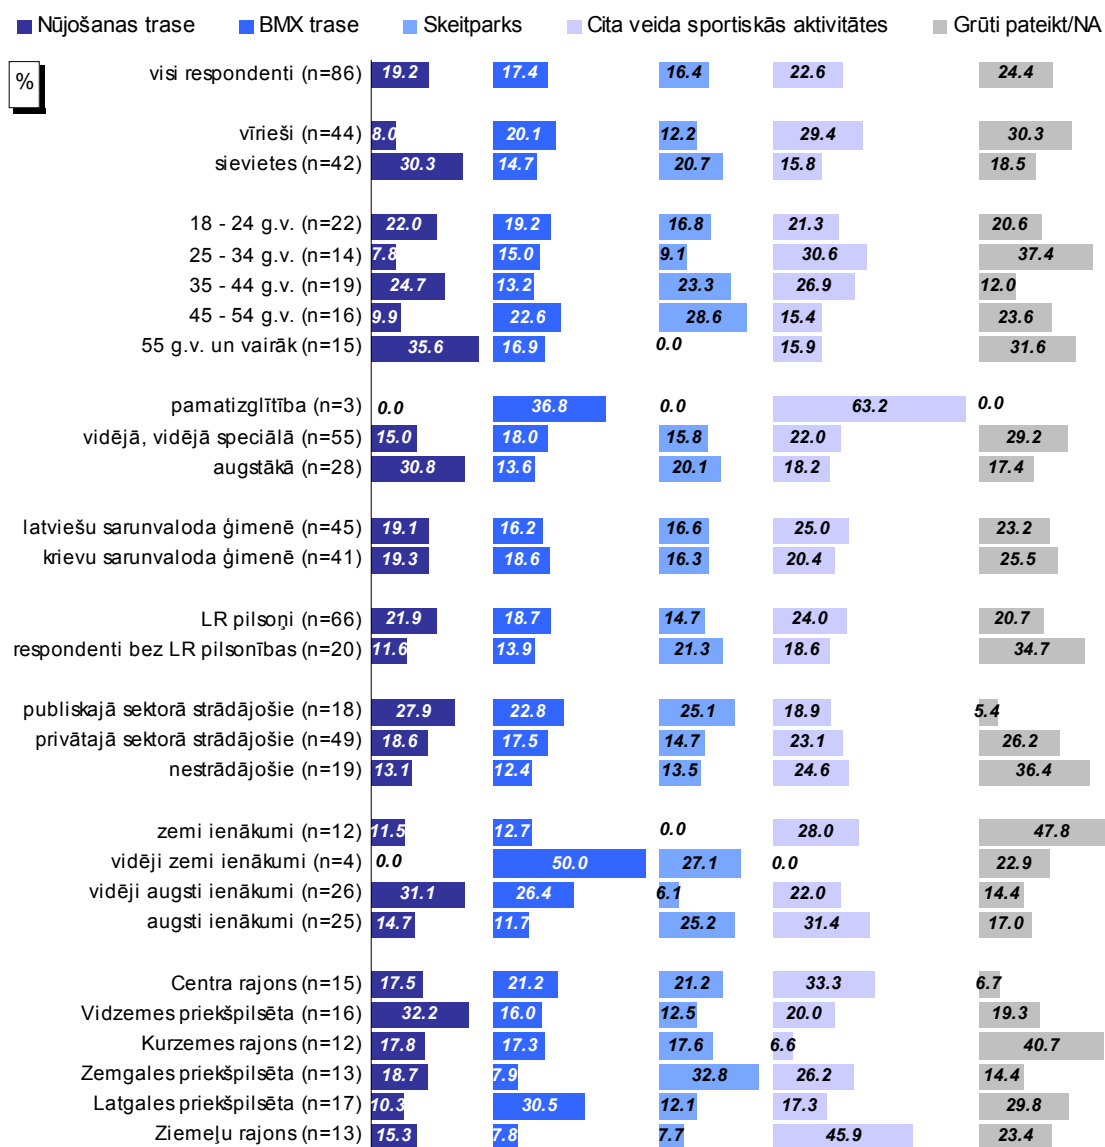 Nūjošanas trase BMX trase Skeitparks Cita veida sportiskās aktivitātes Grūti pateikt/NA
%
visi respondenti (n=86) 19.2 17.4 16.4 22.6 24.4
vīrieši (n=44) 8.0 20.1 12.2 29.4 30.3
sievietes (n=42) 30.3 14.7 20.7 15.8 18.5
18 - 24 g.v. (n=22) 22.0 19.2 16.8 21.3 20.6
25 - 34 g.v. (n=14) 7.8 15.0 9.1 30.6 37.4
35 - 44 g.v. (n=19) 24.7 13.2 23.3 26.9 12.0
45 - 54 g.v. (n=16) 9.9 22.6 28.6 15.4 23.6
55 g.v. un vairāk (n=15) 35.6 16.9 0.0 15.9 31.6
pamatizglītība (n=3) 0.0 36.8 0.0 63.2 0.0
vidējā, vidējā speciālā (n=55) 15.0 18.0 15.8 22.0 29.2
augstākā (n=28) 30.8 13.6 20.1 18.2 17.4
latviešu sarunvaloda ģimenē (n=45) 19.1 16.2 16.6 25.0 23.2
krievu sarunvaloda ģimenē (n=41) 19.3 18.6 16.3 20.4 25.5
LR pilsoņi (n=66) 21.9 18.7 14.7 24.0 20.7
respondenti bez LR pilsonības (n=20) 11.6 13.9 21.3 18.6 34.7
publiskajā sektorā strādājošie (n=18) 27.9 22.8 25.1 18.9 5.4
privātajā sektorā strādājošie (n=49) 18.6 17.5 14.7 23.1 26.2
nestrādājošie (n=19) 13.1 12.4 13.5 24.6 36.4
zemi ienākumi (n=12) 11.5 12.7 0.0 28.0 47.8
vidēji zemi ienākumi (n=4) 0.0 50.0 27.1 0.0 22.9
vidēji augsti ienākumi (n=26) 31.1 26.4 6.1 22.0 14.4
augsti ienākumi (n=25) 14.7 11.7 25.2 31.4 17.0
Centra rajons (n=15) 17.5 21.2 21.2 33.3 6.7
Vidzemes priekšpilsēta (n=16) 32.2 16.0 12.5 20.0 19.3
Kurzemes rajons (n=12) 17.8 17.3 17.6 6.6 40.7
Zemgales priekšpilsēta (n=13) 18.7 7.9 32.8 26.2 14.4
Latgales priekšpilsēta (n=17) 10.3 30.5 12.1 17.3 29.8
Ziemeļu rajons (n=13) 15.3 7.8 7.7 45.9 23.4